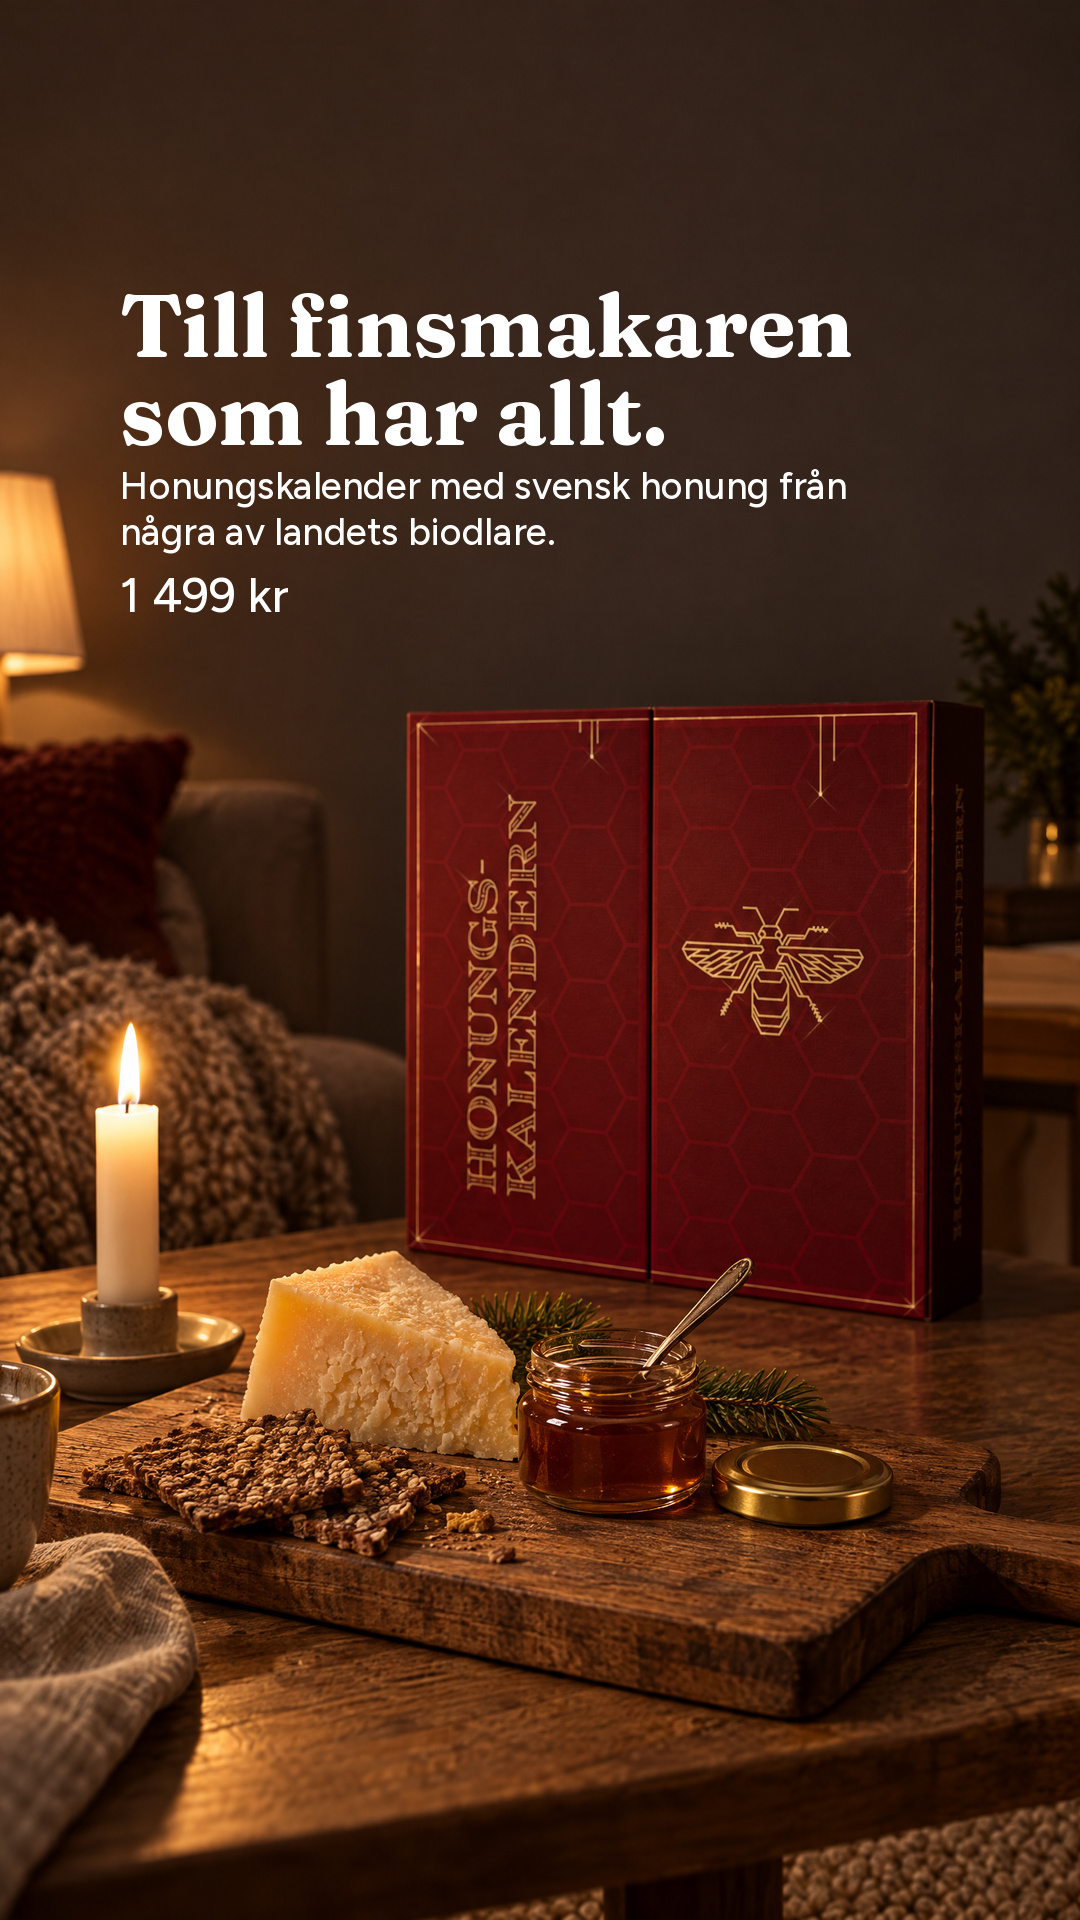 Till finsmakaren
som har allt.
Honungskalender med svensk honung från
några av landets biodlare.
1 499 kr
HONUNGS-
KALENDERN
HONUNGSKALENDERN